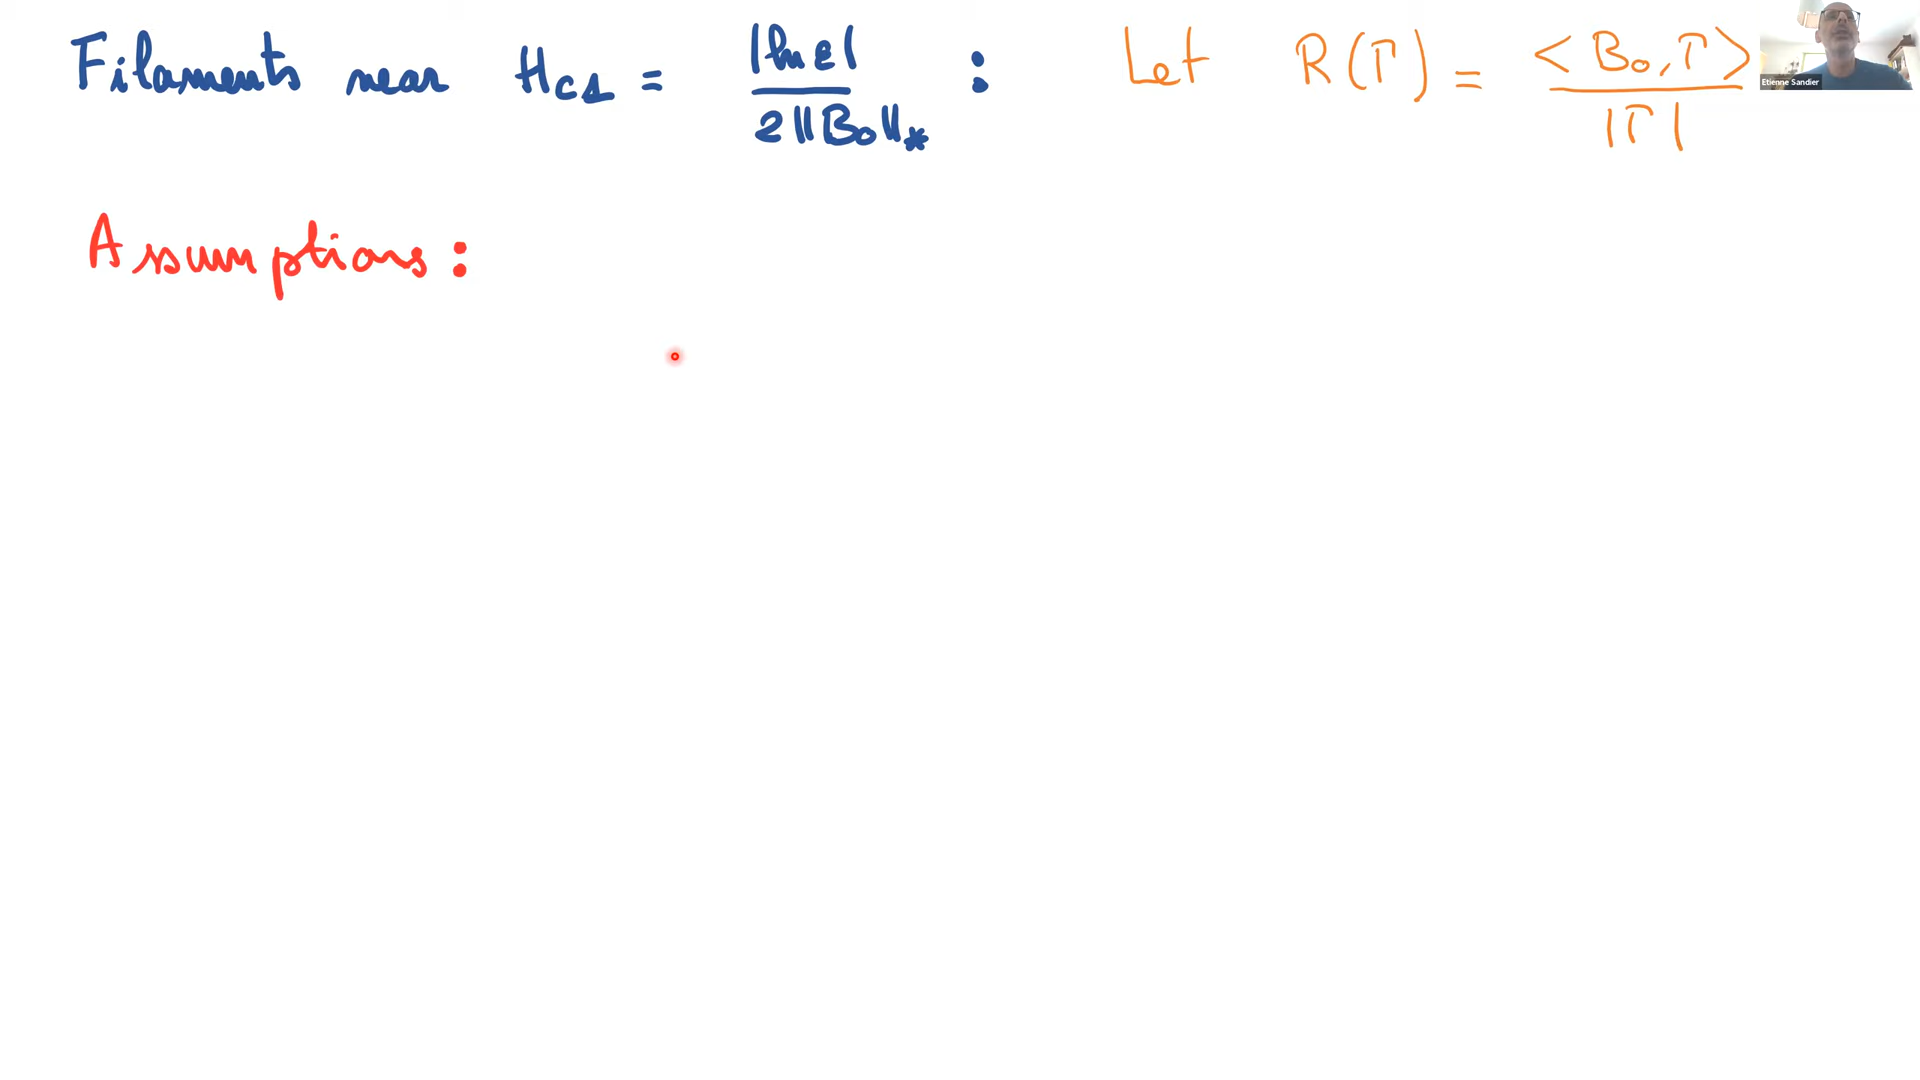 Filaments near Hc1 = |ln ε| / 2||B₀||* : Let R(Γ) = <B₀, Γ> / |Γ|
Etienne Sandier
Assumptions: